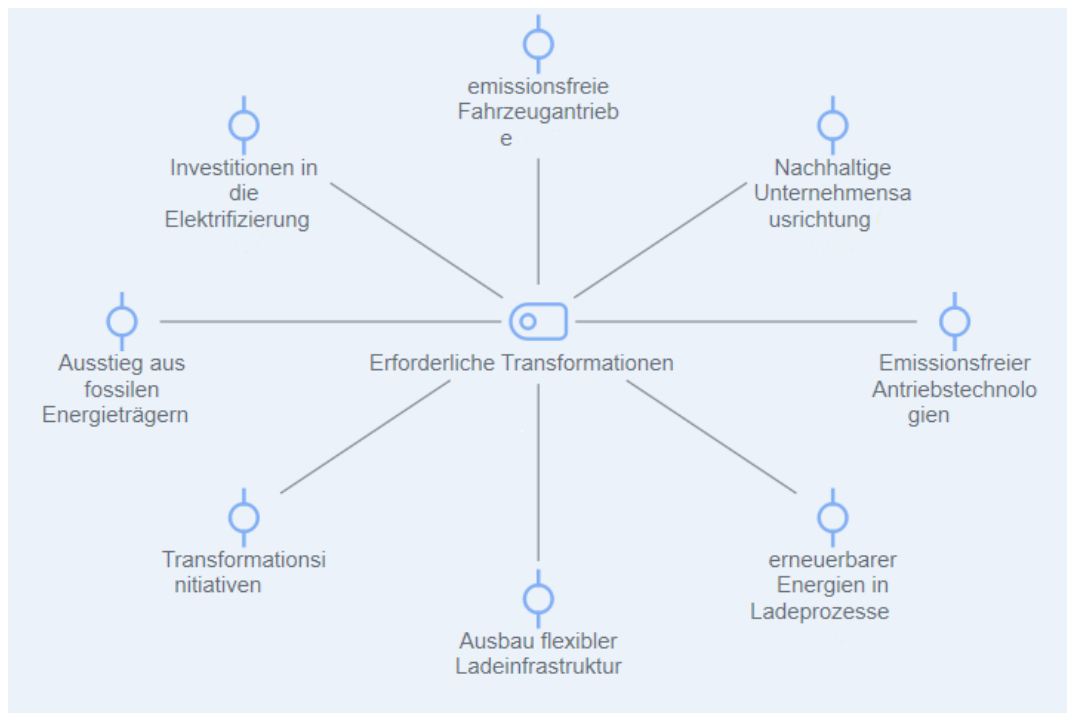 emissionsfreie
Fahrzeugantrieb
e
Investitionen in
die
Elektrifizierung
Nachhaltige
Unternehmensa
usrichtung
Ausstieg aus
fossilen
Energieträgern
Erforderliche Transformationen
Emissionsfreier
Antriebstechnolo
gien
Transformationsi
nitiativen
erneuerbarer
Energien in
Ladeprozesse
Ausbau flexibler
Ladeinfrastruktur